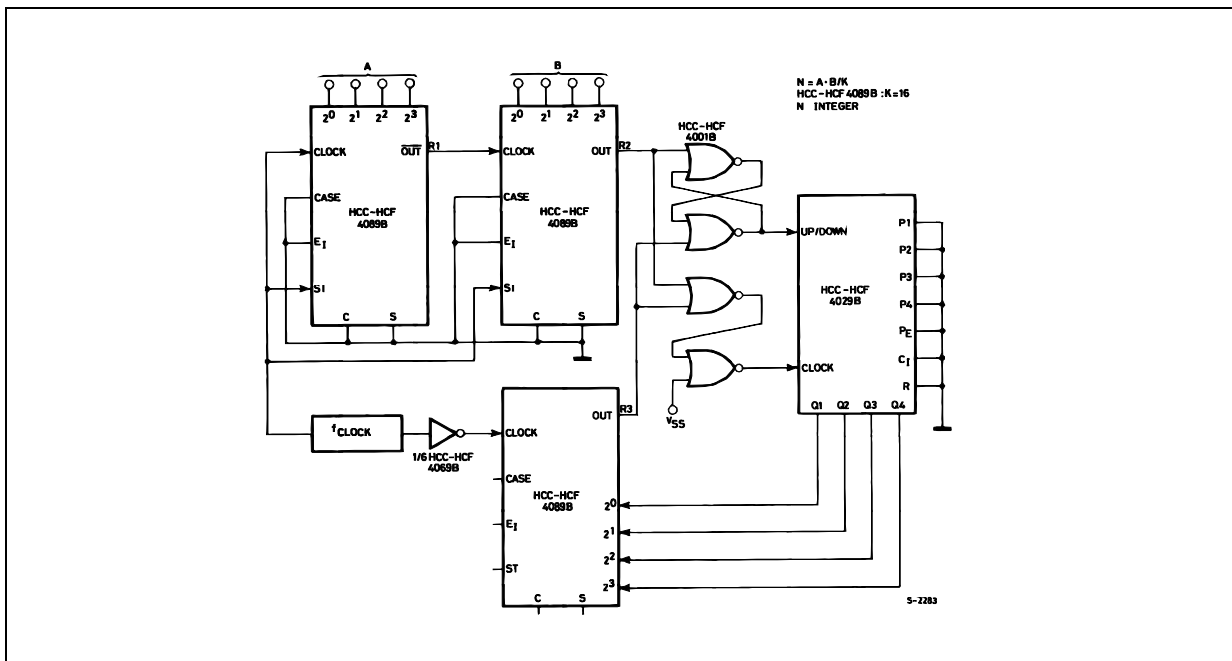 A
B
N = A · B/K
HCC-HCF 4089B : K=16
N INTEGER
2⁰ 2¹ 2² 2³
CLOCK
O̅U̅T̅
R1
CASE
HCC-HCF
4089B
E_I
SI
C S
2⁰ 2¹ 2² 2³
CLOCK
OUT
R2
CASE
HCC-HCF
4089B
E_I
SI
C S
HCC-HCF
4001B
V_SS
UP/DOWN
HCC-HCF
4029B
CLOCK
P1
P2
P3
P4
P_E
C_I
R
Q1 Q2 Q3 Q4
f_CLOCK
1/6 HCC-HCF
4069B
CLOCK
OUT
R3
CASE
HCC-HCF
4089B
E_I
ST
2⁰
2¹
2²
2³
C S
S-2283